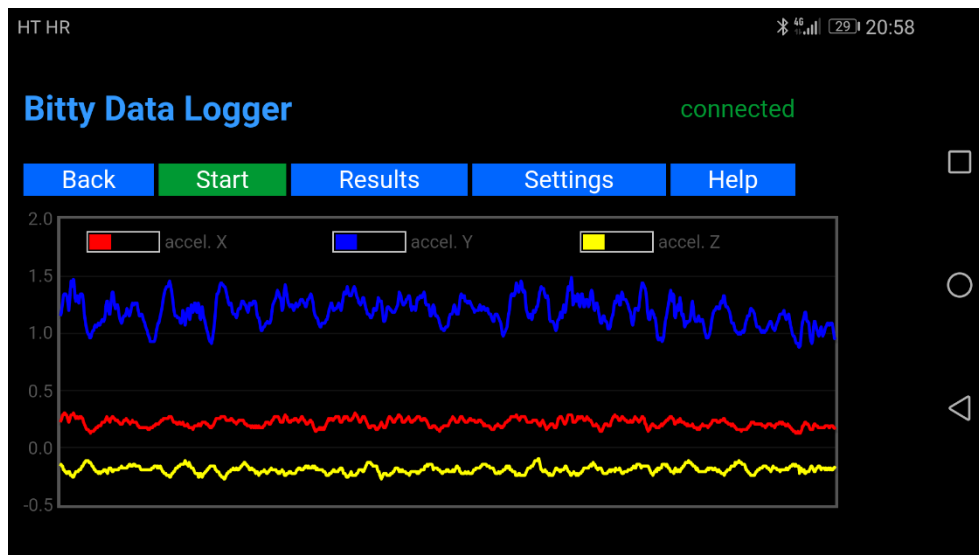 HT HR 4G 29 20:58
Bitty Data Logger connected
Back Start Results Settings Help
2.0
accel. X accel. Y accel. Z
1.5
1.0
0.5
0.0
-0.5